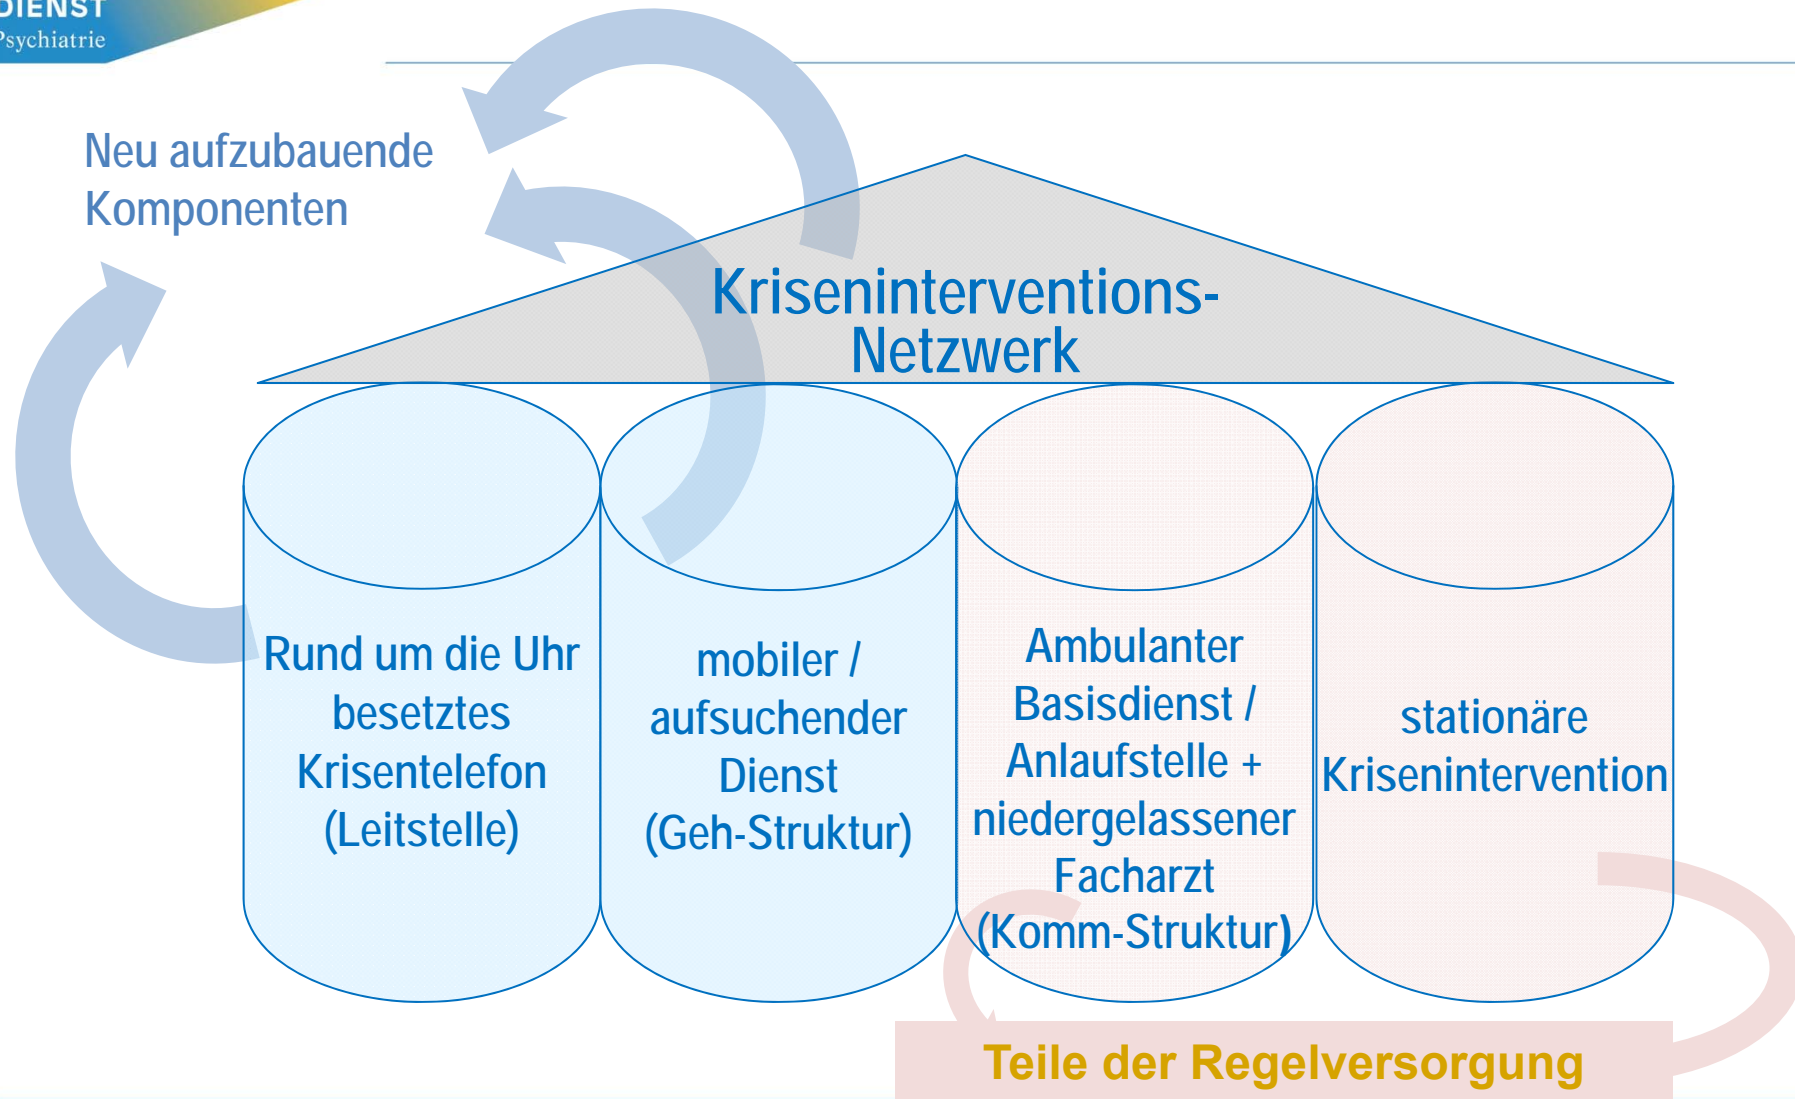 DIENST
Psychiatrie
Neu aufzubauende
Komponenten
Kriseninterventions-
Netzwerk
Rund um die Uhr
besetztes
Krisentelefon
(Leitstelle)
mobiler /
aufsuchender
Dienst
(Geh-Struktur)
Ambulanter
Basisdienst /
Anlaufstelle +
niedergelassener
Facharzt
(Komm-Struktur)
stationäre
Krisenintervention
Teile der Regelversorgung